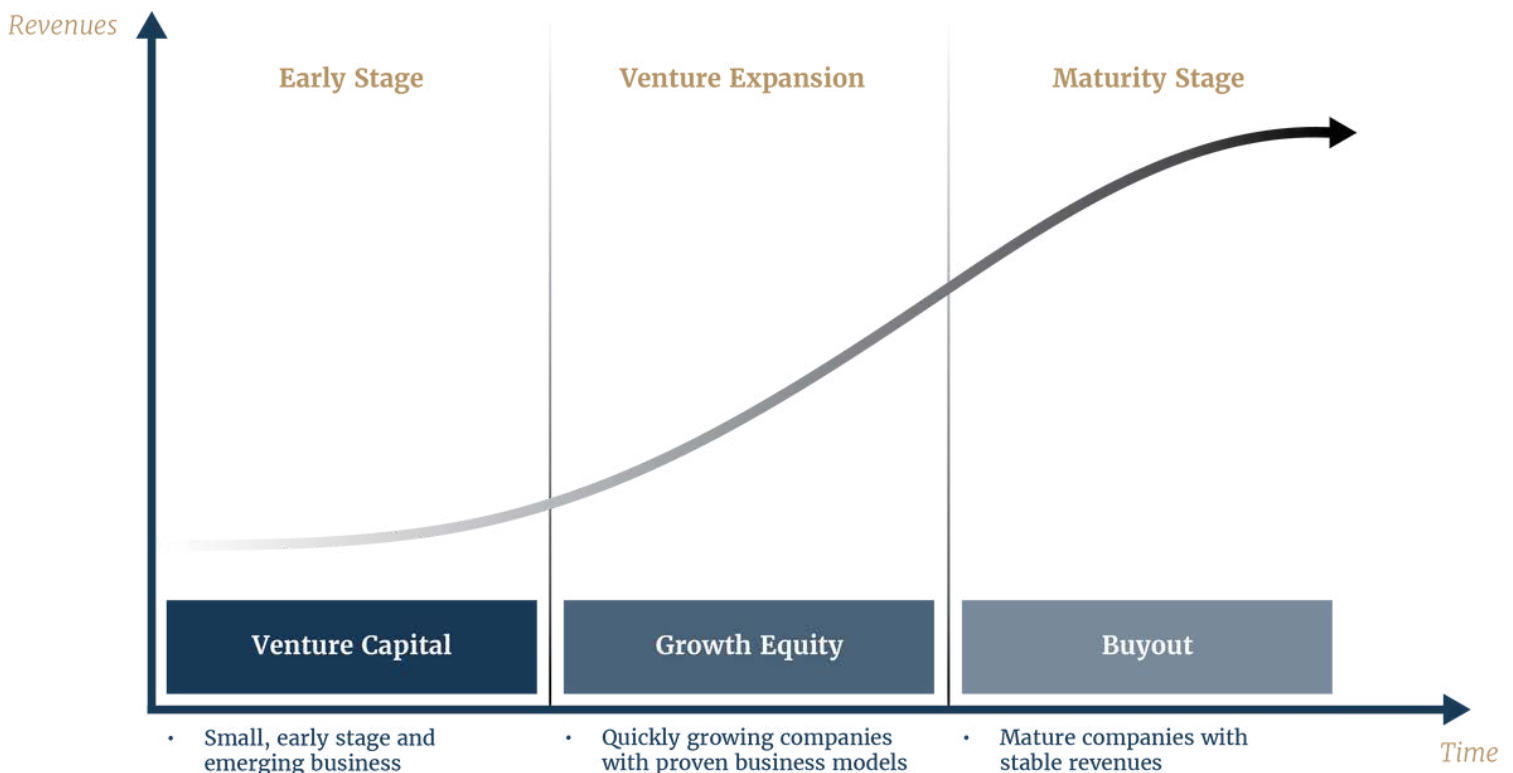 Revenues
Early Stage
Venture Expansion
Maturity Stage
Venture Capital
Growth Equity
Buyout
• Small, early stage and
emerging business
• Quickly growing companies
with proven business models
• Mature companies with
stable revenues
Time